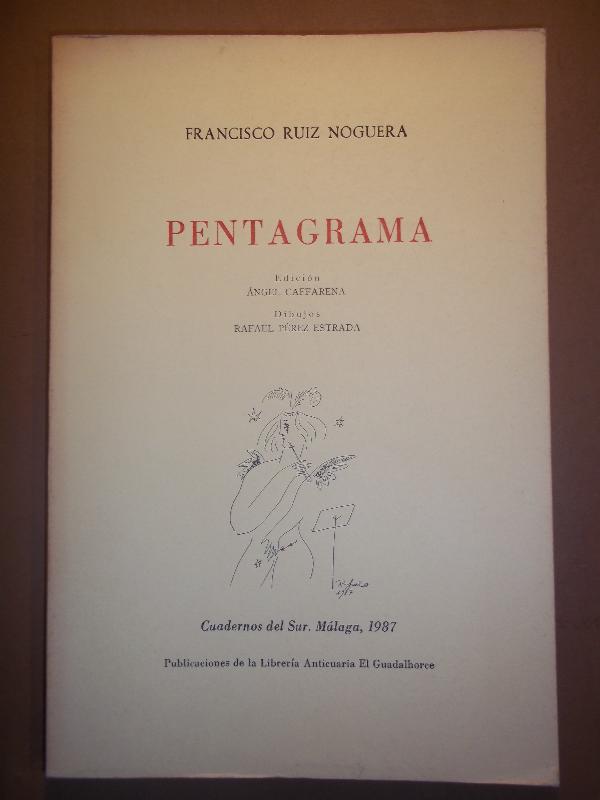 FRANCISCO RUIZ NOGUERA
PENTAGRAMA
Edición
ÁNGEL CAFFARENA
Dibujos
RAFAEL PÉREZ ESTRADA
1987
Cuadernos del Sur. Málaga, 1987
Publicaciones de la Librería Anticuaria El Guadalhorce